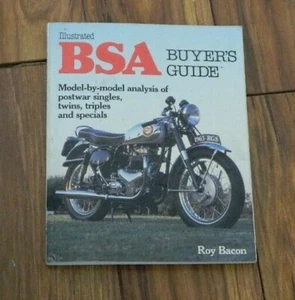 Illustrated
BSA BUYER'S
GUIDE
Model-by-model analysis of
postwar singles,
twins, triples
and specials
Roy Bacon